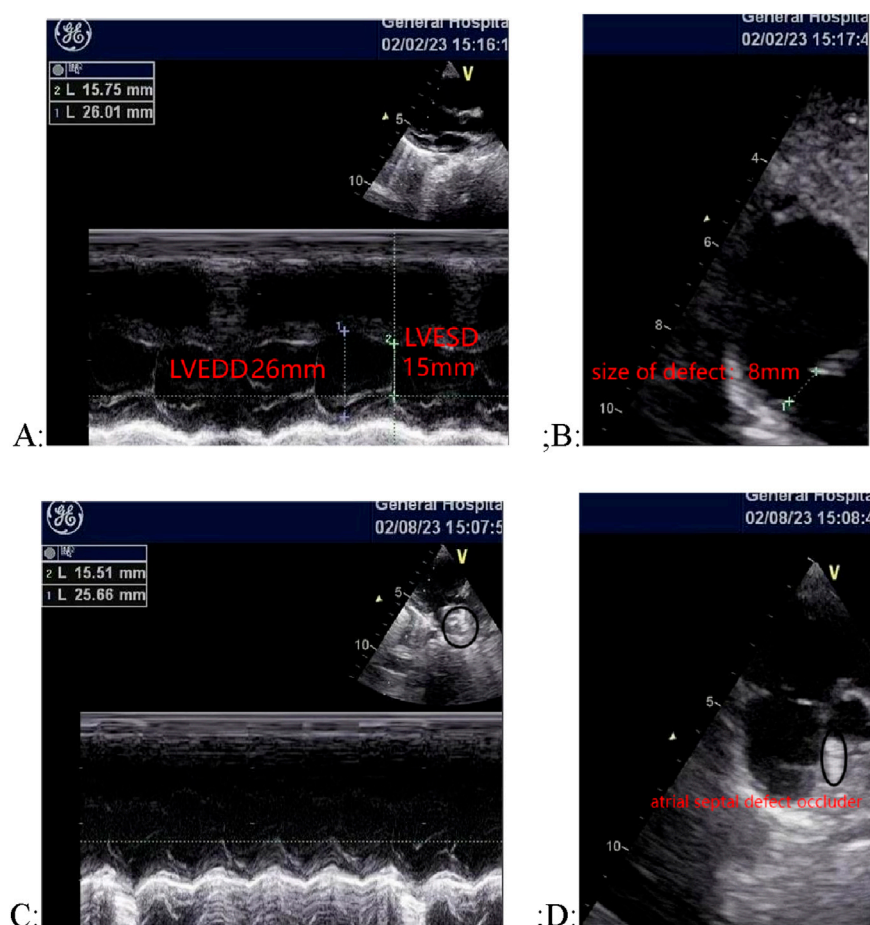 General Hospita
02/02/23 15:16:1
2 L 15.75 mm
1 L 26.01 mm
V
5
10
1
2
LVEDD26mm
LVESD
15mm
A:
General Hospita
02/02/23 15:17:4
4
6
8
10
size of defect: 8mm
1
;B:
General Hospita
02/08/23 15:07:5
2 L 15.51 mm
1 L 25.66 mm
V
5
10
C:
General Hospita
02/08/23 15:08:4
V
5
10
atrial septal defect occluder
:D: